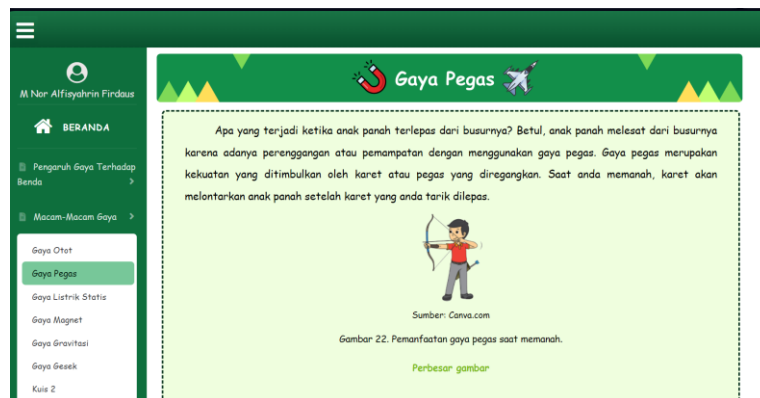 M Nor Alfisyahrin Firdaus
BERANDA
Pengaruh Gaya Terhadap
Benda >
Macam-Macam Gaya >
Gaya Otot
Gaya Pegas
Gaya Listrik Statis
Gaya Magnet
Gaya Gravitasi
Gaya Gesek
Kuis 2
Gaya Pegas
Apa yang terjadi ketika anak panah terlepas dari busurnya? Betul, anak panah melesat dari busurnya
karena adanya perenggangan atau pemampatan dengan menggunakan gaya pegas. Gaya pegas merupakan
kekuatan yang ditimbulkan oleh karet atau pegas yang diregangkan. Saat anda memanah, karet akan
melontarkan anak panah setelah karet yang anda tarik dilepas.
Sumber: Canva.com
Gambar 22. Pemanfaatan gaya pegas saat memanah.
Perbesar gambar